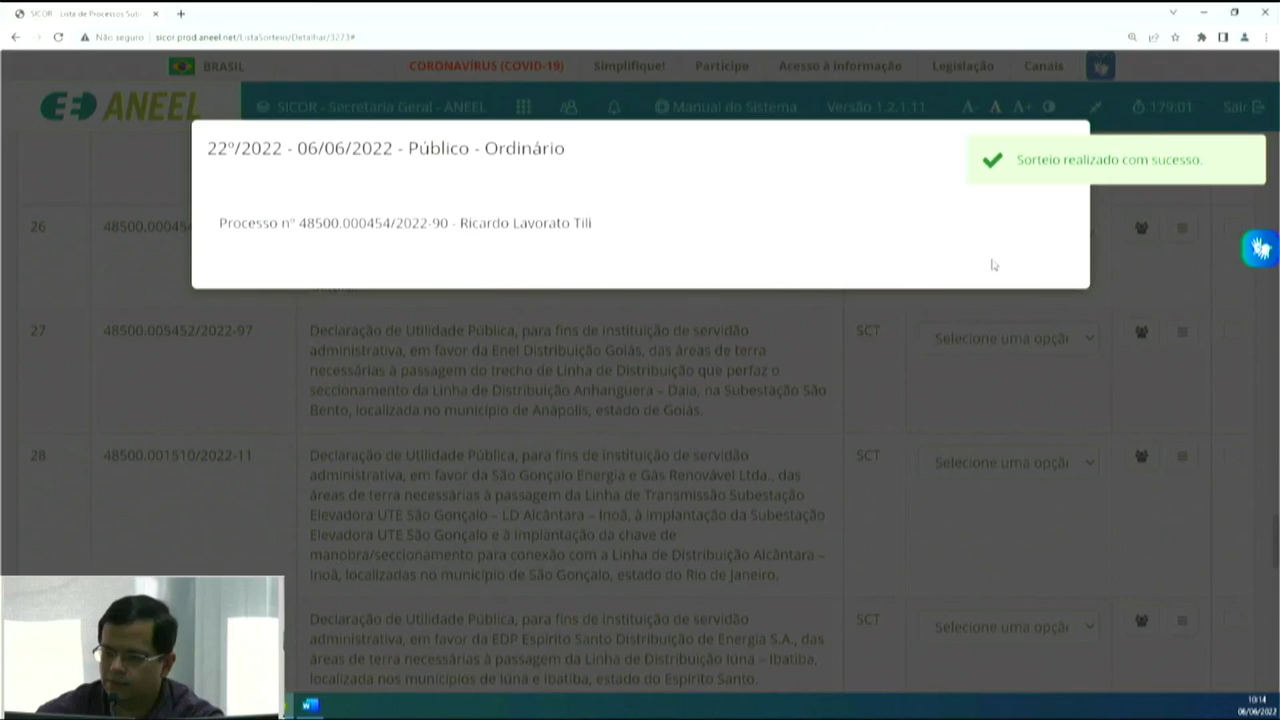 SICOR - Lista de Processos Sub
Não seguro
sicor.prod.aneel.net/ListaSorteio/Detalhar/3273#
BRASIL
CORONAVÍRUS (COVID-19)
Simplifique!
Participe
Acesso à informação
Legislação
Canais
ANEEL
SICOR - Secretaria Geral - ANEEL
Manual do Sistema
Versão 1.2.1.11
A-
A
A+
179:01
Sair
22º/2022 - 06/06/2022 - Público - Ordinário
Sorteio realizado com sucesso.
Processo nº 48500.000454/2022-90 - Ricardo Lavorato Tili
26
48500.000454
27
48500.005452/2022-97
Declaração de Utilidade Pública, para fins de instituição de servidão
administrativa, em favor da Enel Distribuição Goiás, das áreas de terra
necessárias à passagem do trecho de Linha de Distribuição que perfaz o
seccionamento da Linha de Distribuição Anhanguera – Daia, na Subestação São
Bento, localizada no município de Anápolis, estado de Goiás.
SCT
Selecione uma opçã
28
48500.001510/2022-11
Declaração de Utilidade Pública, para fins de instituição de servidão
administrativa, em favor da São Gonçalo Energia e Gás Renovável Ltda., das
áreas de terra necessárias à passagem da Linha de Transmissão Subestação
Elevadora UTE São Gonçalo – LD Alcântara – Inoã, à implantação da Subestação
Elevadora UTE São Gonçalo e à implantação da chave de
manobra/seccionamento para conexão com a Linha de Distribuição Alcântara –
Inoã, localizadas no município de São Gonçalo, estado do Rio de Janeiro.
SCT
Selecione uma opçã
Declaração de Utilidade Pública, para fins de instituição de servidão
administrativa, em favor da EDP Espírito Santo Distribuição de Energia S.A., das
áreas de terra necessárias à passagem da Linha de Distribuição Iúna – Ibatiba,
localizada nos municípios de Iúna e Ibatiba, estado do Espírito Santo.
SCT
Selecione uma opçã
10:14
06/06/2022